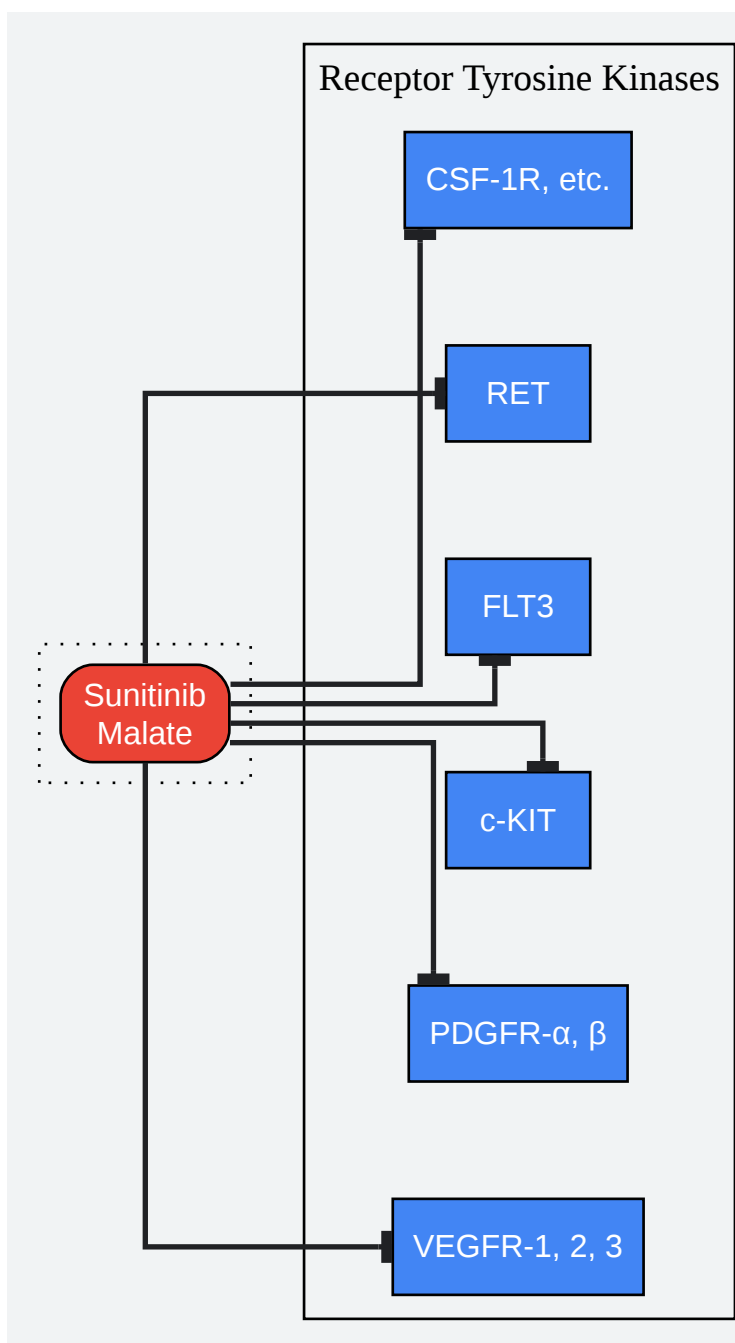 Receptor Tyrosine Kinases
CSF-1R, etc.
RET
FLT3
Sunitinib
Malate
c-KIT
PDGFR-α, β
VEGFR-1, 2, 3